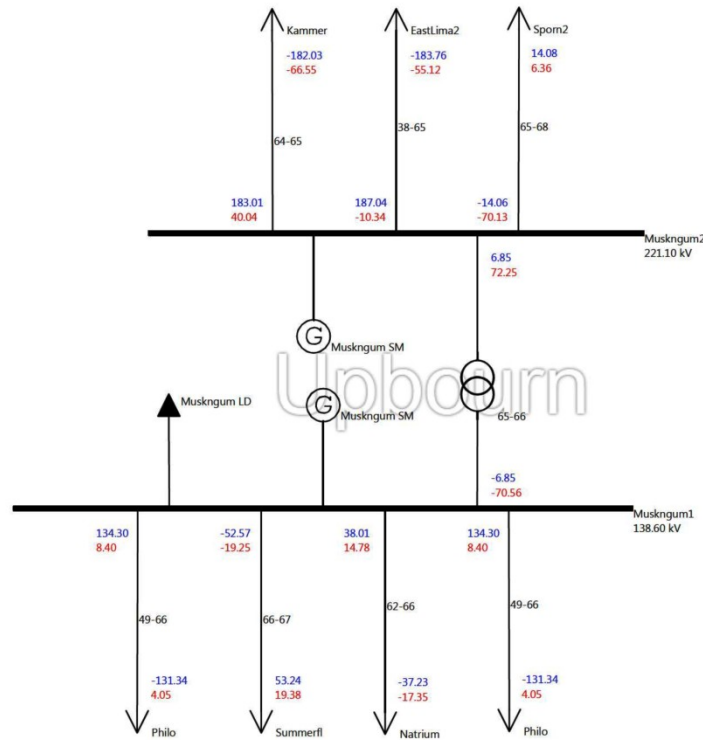 Kammer EastLima2 Sporn2
-182.03 -183.76 14.08
-66.55 -55.12 6.36
64-65 38-65 65-68
183.01 187.04 -14.06
40.04 -10.34 -70.13
Muskngum2
221.10 kV
6.85
72.25
G Muskngum SM
Upbourn
Muskngum LD G Muskngum SM
65-66
-6.85
-70.56
Muskngum1
138.60 kV
134.30 -52.57 38.01 134.30
8.40 -19.25 14.78 8.40
49-66 66-67 62-66 49-66
-131.34 53.24 -37.23 -131.34
4.05 19.38 -17.35 4.05
Philo Summerfl Natrium Philo